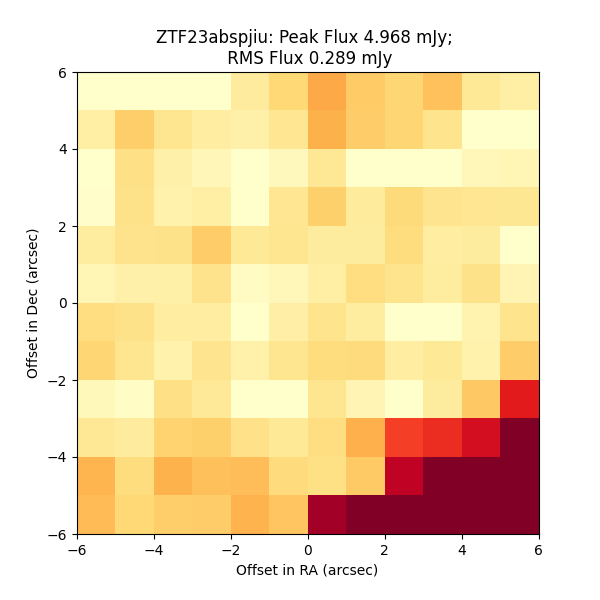 ZTF23abspjiu: Peak Flux 4.968 mJy;
RMS Flux 0.289 mJy
6
4
2
0
−2
−4
−6
Offset in Dec (arcsec)
−6 −4 −2 0 2 4 6
Offset in RA (arcsec)